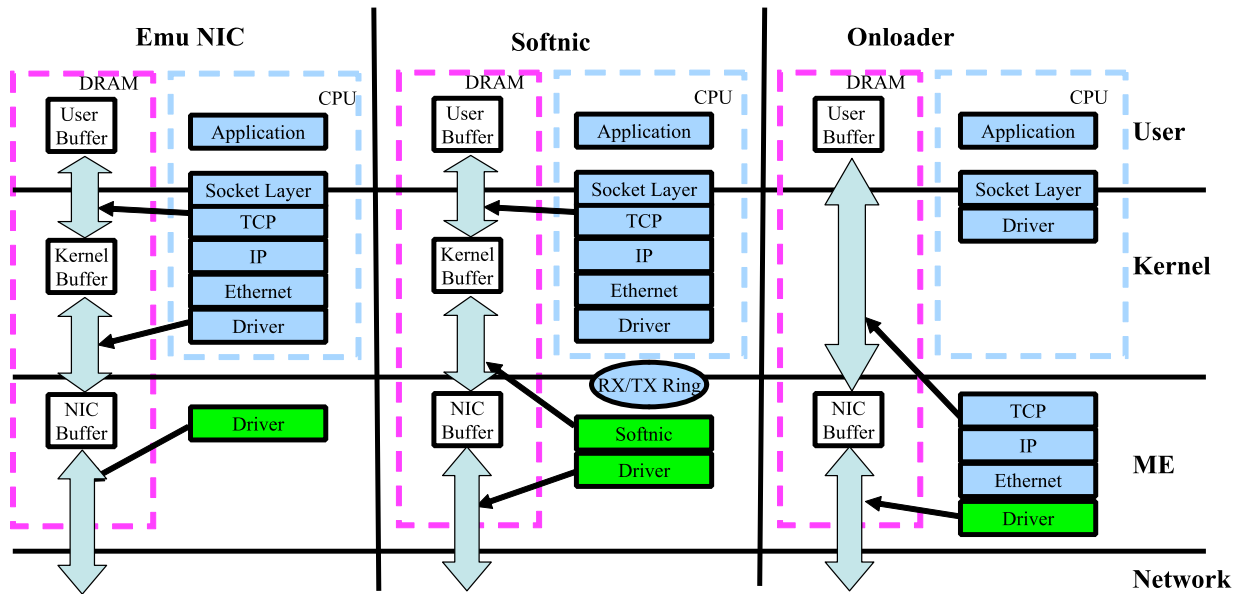 Emu NIC
DRAM
CPU
User
Buffer
Application
Socket Layer
TCP
Kernel
Buffer
IP
Ethernet
Driver
NIC
Buffer
Driver
Softnic
DRAM
CPU
User
Buffer
Application
Socket Layer
TCP
Kernel
Buffer
IP
Ethernet
Driver
RX/TX Ring
NIC
Buffer
Softnic
Driver
Onloader
DRAM
CPU
User
Buffer
Application
Socket Layer
Driver
NIC
Buffer
TCP
IP
Ethernet
Driver
User
Kernel
ME
Network